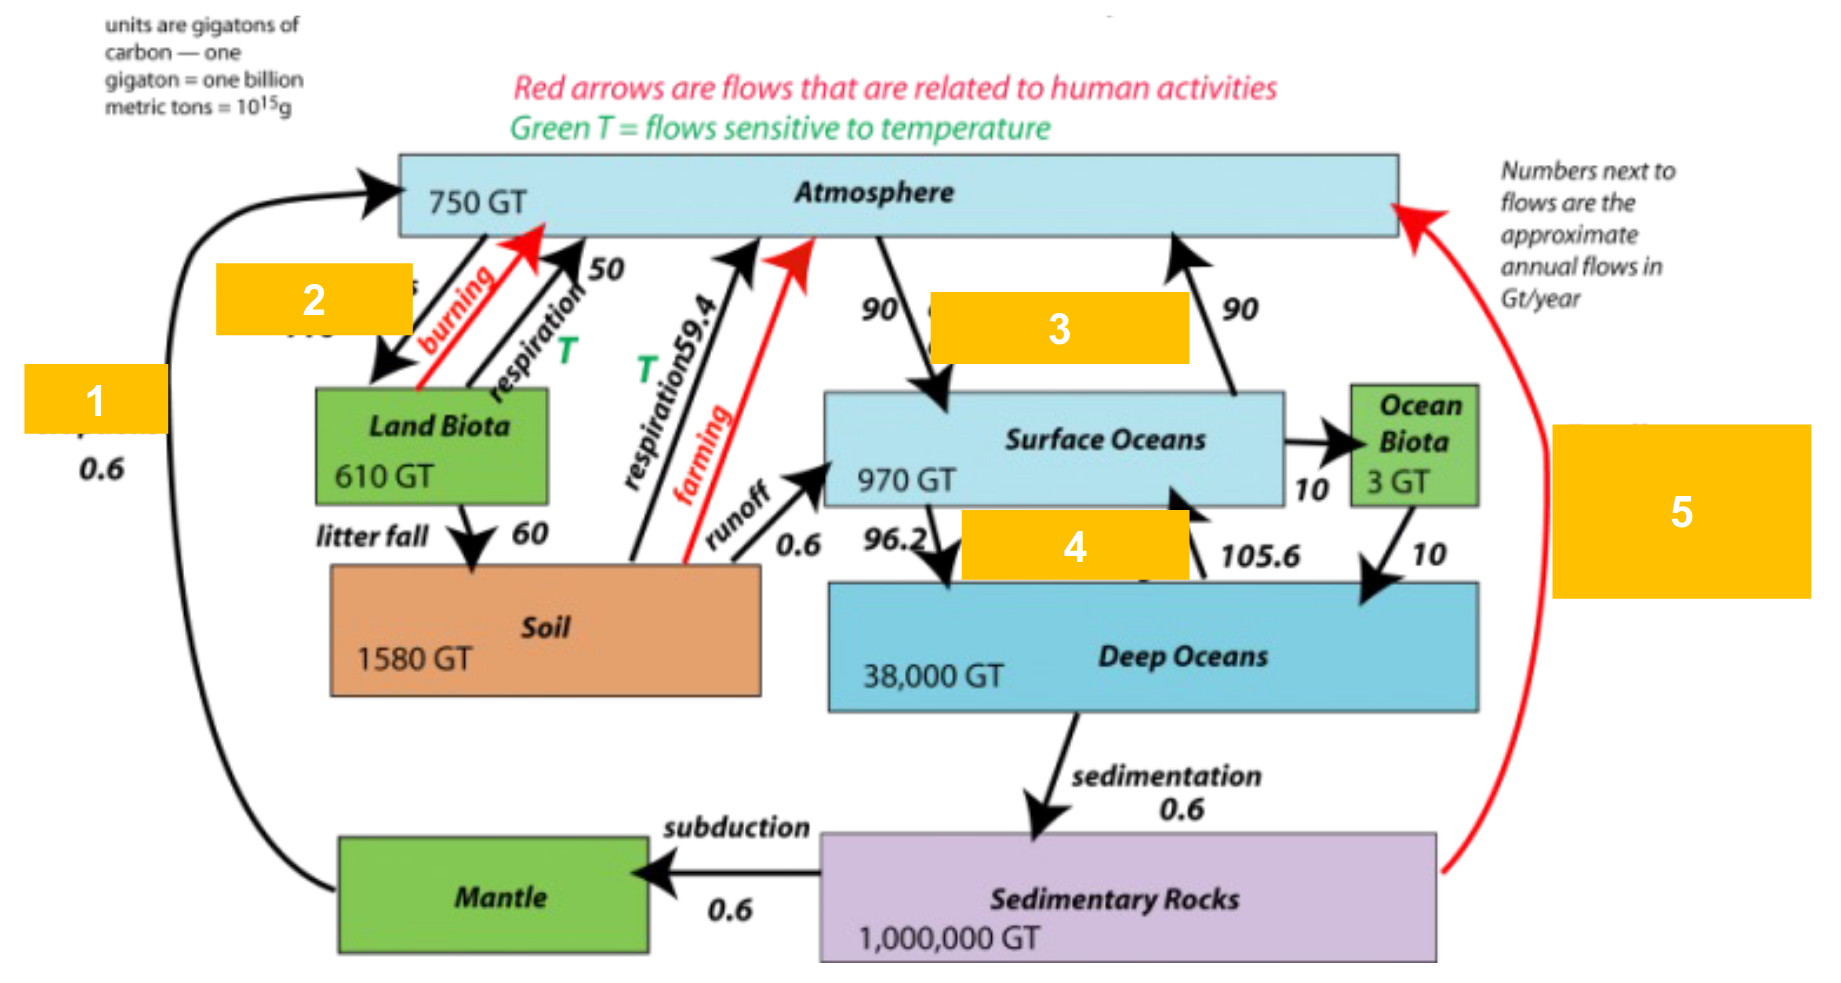 units are gigatons of
carbon — one
gigaton = one billion
metric tons = 10¹⁵g
Red arrows are flows that are related to human activities
Green T = flows sensitive to temperature
Numbers next to
flows are the
approximate
annual flows in
Gt/year
Atmosphere
750 GT
2
burning
respiration
50
T
T
respiration
59.4
farming
90
3
90
1
0.6
Land Biota
610 GT
Surface Oceans
970 GT
Ocean
Biota
3 GT
10
5
litter fall
60
runoff
0.6
96.2
4
105.6
10
Soil
1580 GT
Deep Oceans
38,000 GT
sedimentation
0.6
subduction
0.6
Mantle
Sedimentary Rocks
1,000,000 GT